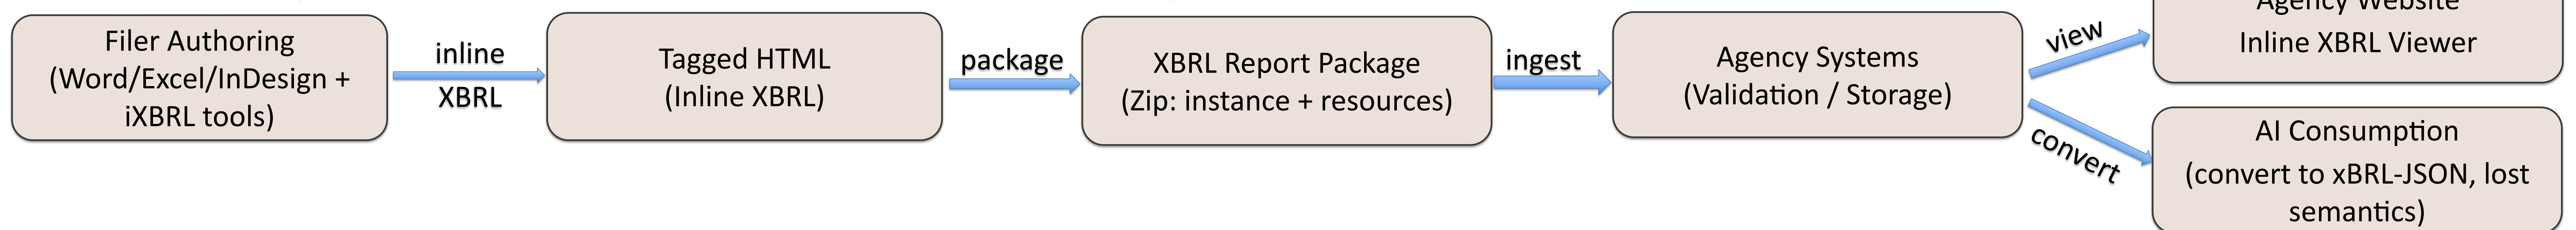 Filer Authoring
(Word/Excel/InDesign +
iXBRL tools)
inline
XBRL
Tagged HTML
(Inline XBRL)
package
XBRL Report Package
(Zip: instance + resources)
ingest
Agency Systems
(Validation / Storage)
view
convert
Agency Website
Inline XBRL Viewer
AI Consumption
(convert to xBRL-JSON, lost
semantics)